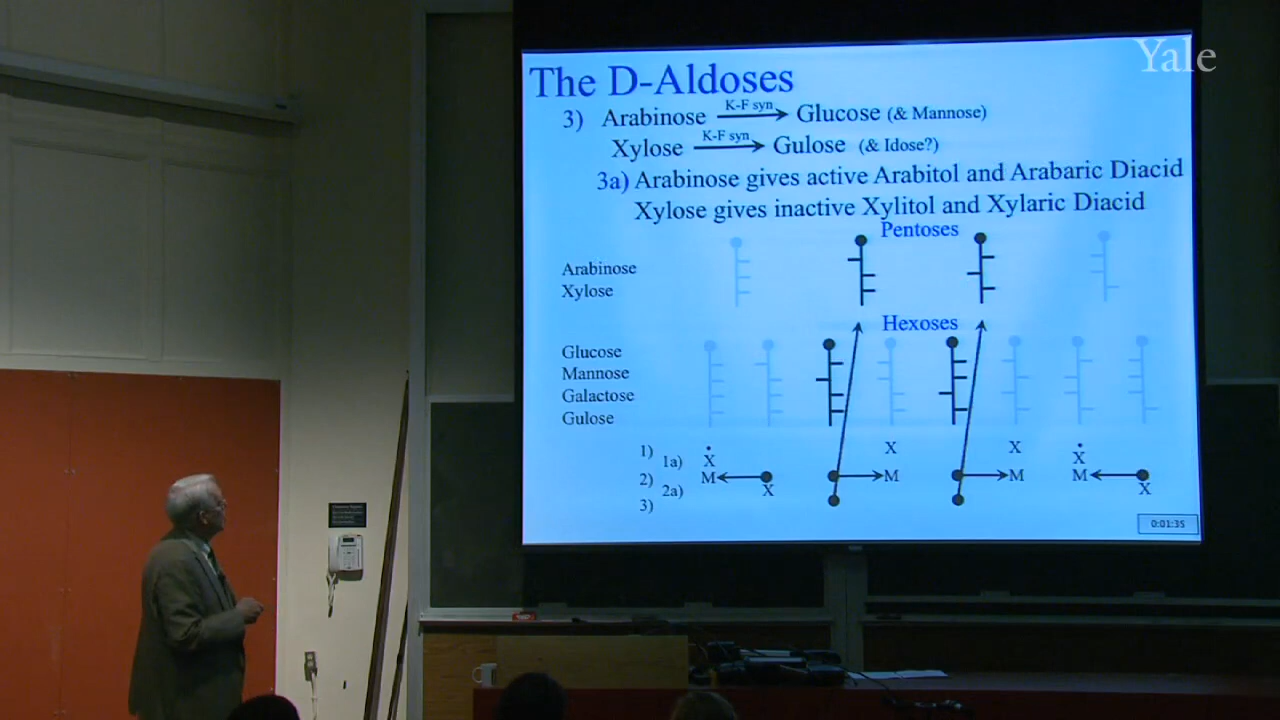 Yale
The D-Aldoses
3) Arabinose K-F syn Glucose (& Mannose)
Xylose K-F syn Gulose (& Idose?)
3a) Arabinose gives active Arabitol and Arabaric Diacid
Xylose gives inactive Xylitol and Xylaric Diacid
Pentoses
Arabinose
Xylose
Hexoses
Glucose
Mannose
Galactose
Gulose
1) X X
1a) X X
2) M M M M
2a) X X
3)
0:01:35